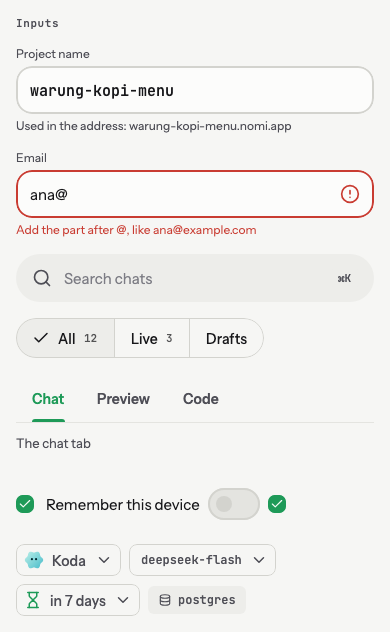 Inputs
Project name
warung-kopi-menu
Used in the address: warung-kopi-menu.nomi.app
Email
ana@
Add the part after @, like ana@example.com
Search chats ⌘K
All 12 Live 3 Drafts
Chat Preview Code
The chat tab
Remember this device
Koda deepseek-flash
in 7 days postgres